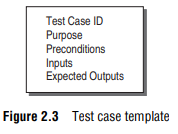 Test Case ID
Purpose
Preconditions
Inputs
Expected Outputs
Figure 2.3 Test case template